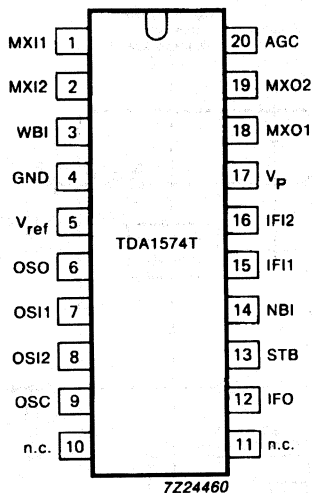 MXI1 1 20 AGC
MXI2 2 19 MXO2
WBI 3 18 MXO1
GND 4 17 Vp
Vref 5 16 IFI2
TDA1574T
OSO 6 15 IFI1
OSI1 7 14 NBI
OSI2 8 13 STB
OSC 9 12 IFO
n.c. 10 11 n.c.
7Z24460